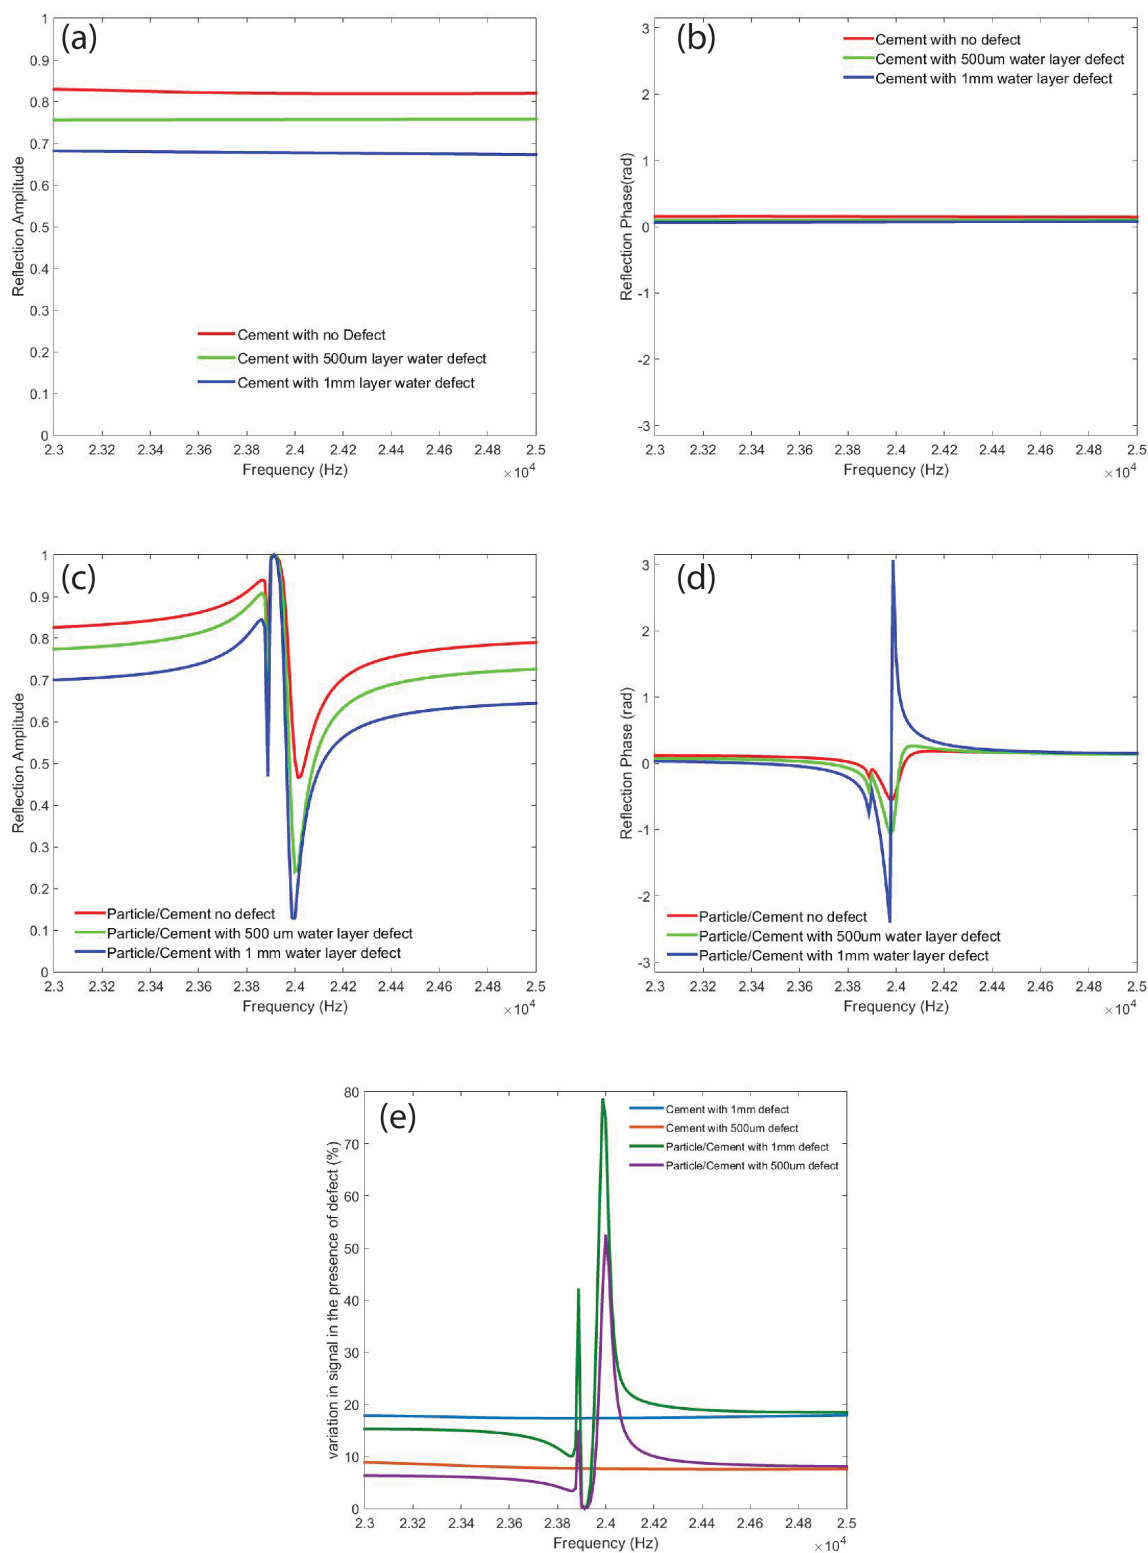 (a)
1
0.9
0.8
0.7
0.6
0.5
0.4
0.3
0.2
0.1
0
Reflection Amplitude
Cement with no Defect
Cement with 500um layer water defect
Cement with 1mm layer water defect
2.3 2.32 2.34 2.36 2.38 2.4 2.42 2.44 2.46 2.48 2.5
Frequency (Hz)
×10^4
(b)
3
2
1
0
-1
-2
-3
Reflection Phase(rad)
Cement with no defect
Cement with 500um water layer defect
Cement with 1mm water layer defect
2.3 2.32 2.34 2.36 2.38 2.4 2.42 2.44 2.46 2.48 2.5
Frequency (Hz)
×10^4
(c)
1
0.9
0.8
0.7
0.6
0.5
0.4
0.3
0.2
0.1
0
Reflection Amplitude
Particle/Cement no defect
Particle/Cement with 500 um water layer defect
Particle/Cement with 1 mm water layer defect
2.3 2.32 2.34 2.36 2.38 2.4 2.42 2.44 2.46 2.48 2.5
Frequency (Hz)
×10^4
(d)
3
2
1
0
-1
-2
-3
Reflection Phase (rad)
Particle/Cement no defect
Particle/Cement with 500um water layer defect
Particle/Cement with 1mm water layer defect
2.3 2.32 2.34 2.36 2.38 2.4 2.42 2.44 2.46 2.48 2.5
Frequency (Hz)
×10^4
(e)
80
70
60
50
40
30
20
10
0
variation in signal in the presence of defect (%)
Cement with 1mm defect
Cement with 500um defect
Particle/Cement with 1mm defect
Particle/Cement with 500um defect
2.3 2.32 2.34 2.36 2.38 2.4 2.42 2.44 2.46 2.48 2.5
Frequency (Hz)
×10^4